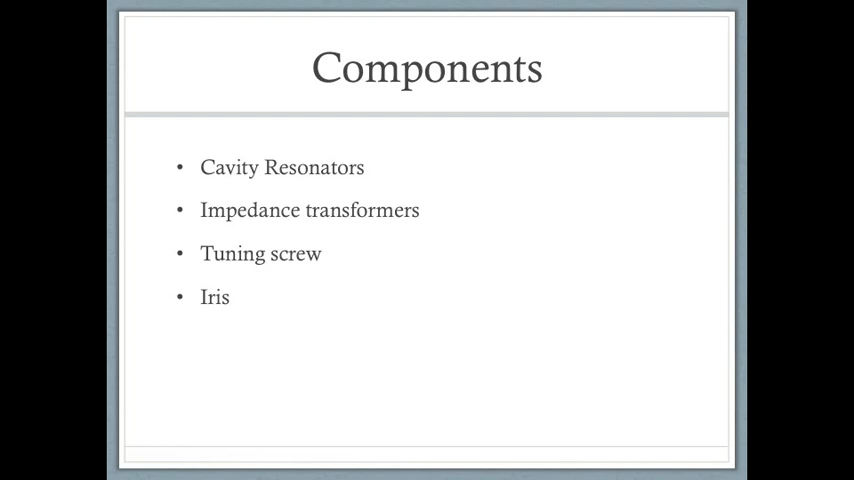 Components
• Cavity Resonators
• Impedance transformers
• Tuning screw
• Iris